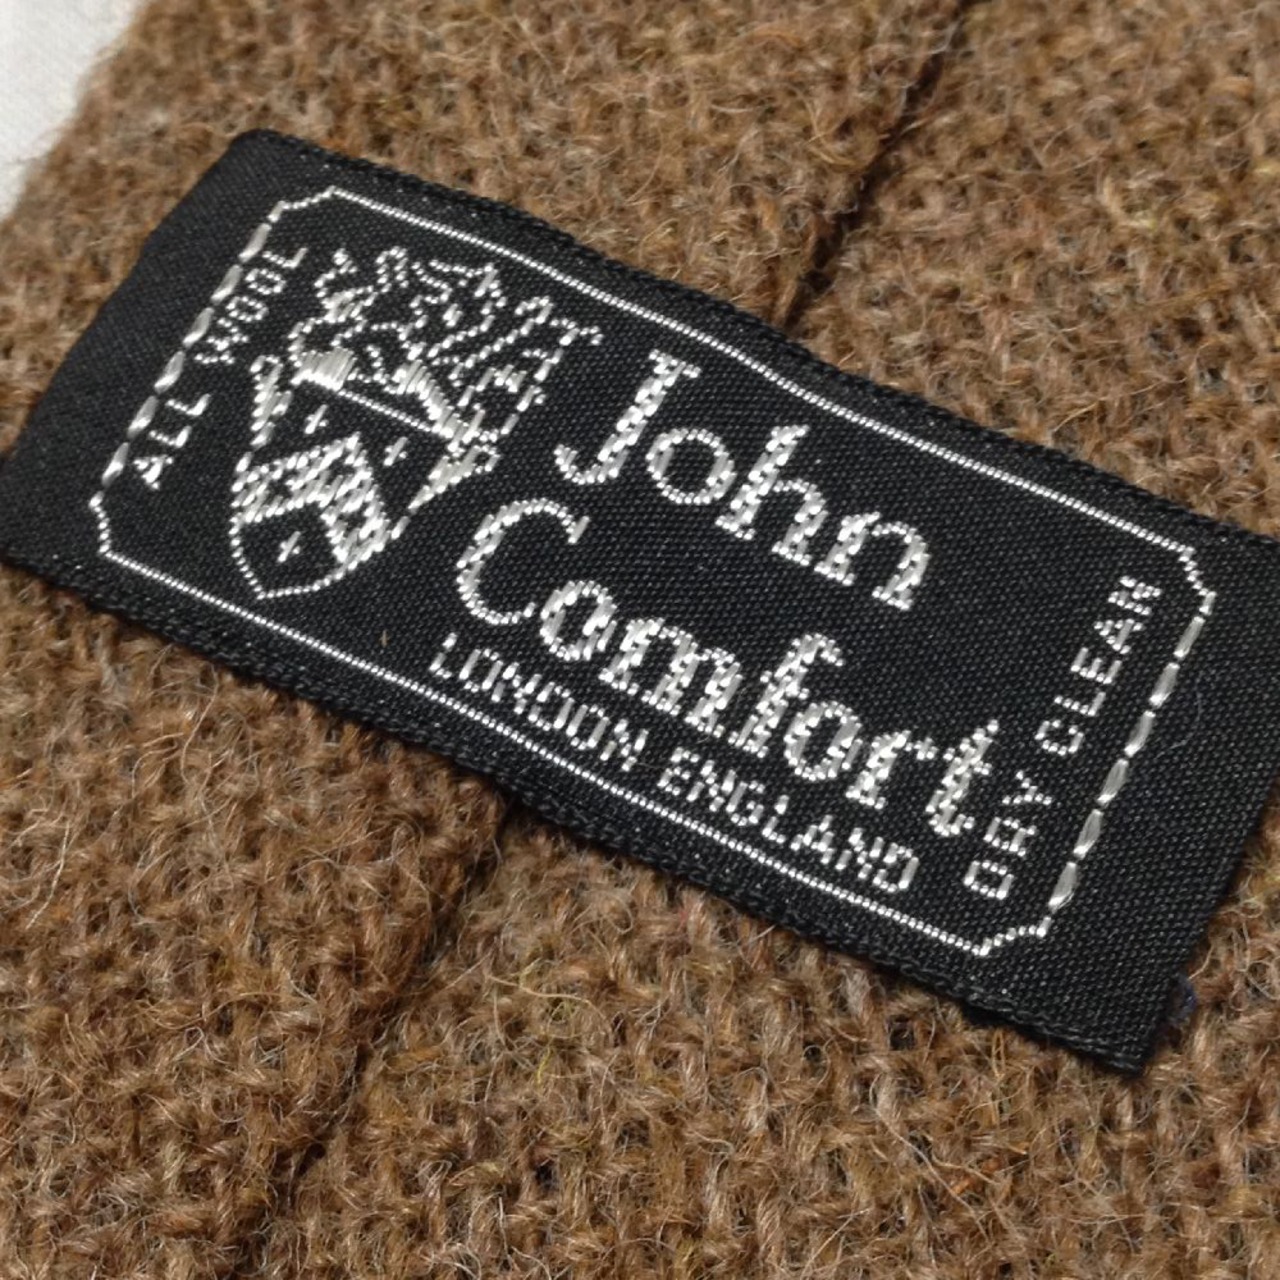 ALL WOOL
John
Comfort
LONDON ENGLAND
DRY CLEAN